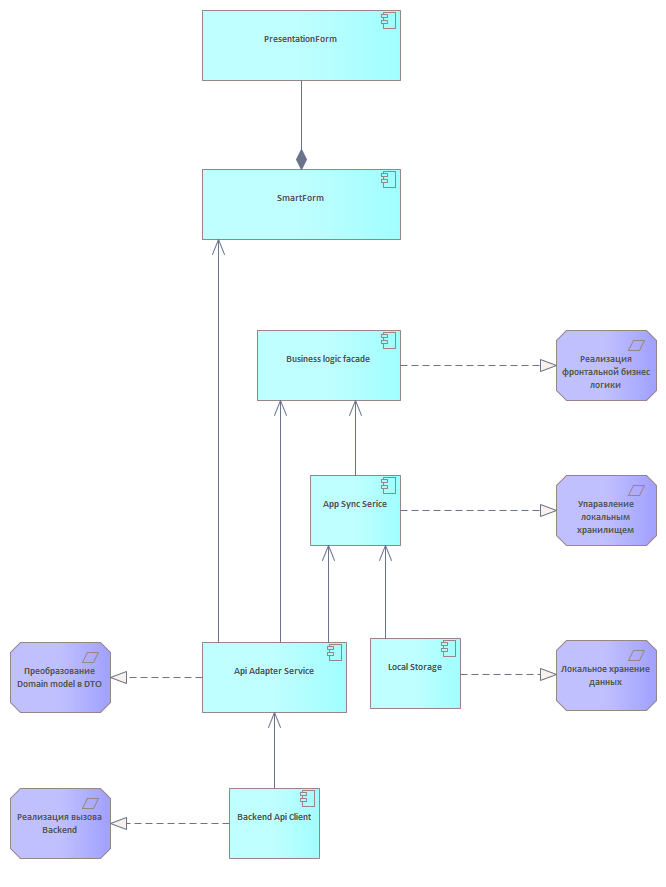 PresentationForm
SmartForm
Business logic facade
Реализация
фронтальной бизнес
логики
App Sync Serice
Упаравление
локальным
хранилищем
Преобразование
Domain model в DTO
Api Adapter Service
Local Storage
Локальное хранение
данных
Реализация вызова
Backend
Backend Api Client